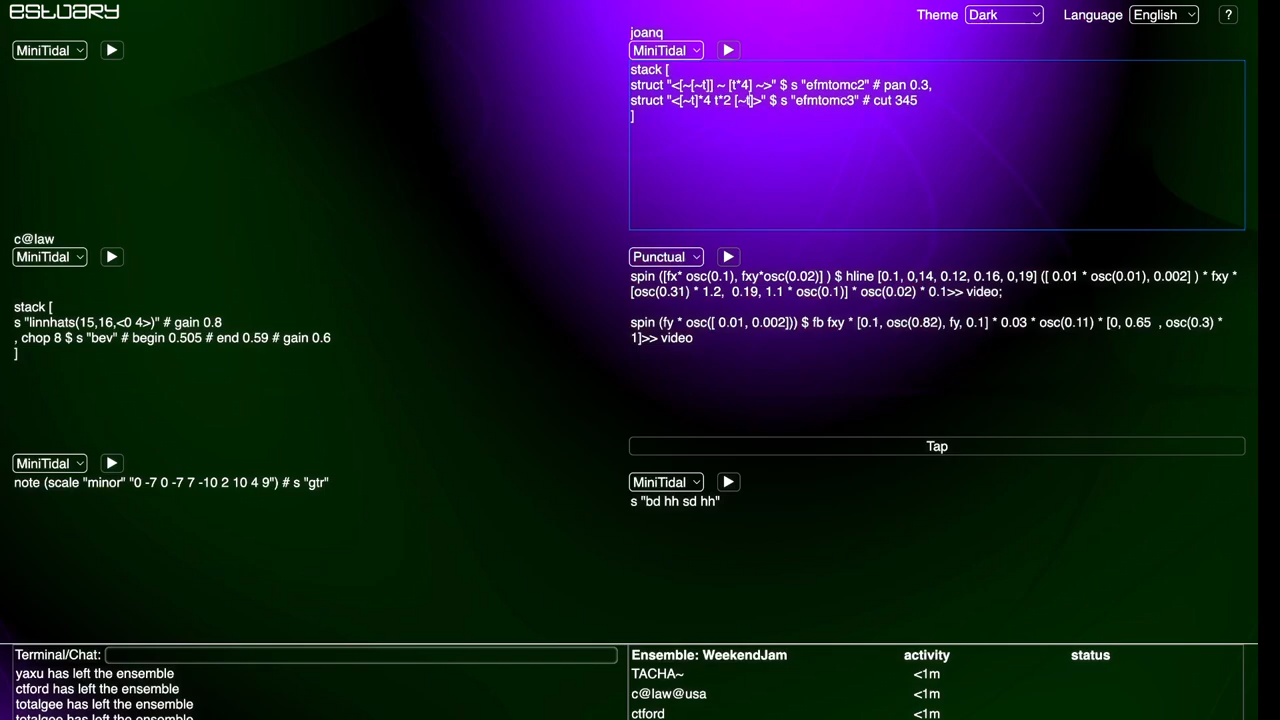 estuary
Theme Dark Language English ?
MiniTidal
joanq
MiniTidal
stack [
struct "<[~[~t]] ~ [t*4] ~>" $ s "efmtomc2" # pan 0.3,
struct "<[~t]*4 t*2 [~t]>" $ s "efmtomc3" # cut 345
]
c@law
MiniTidal
stack [
s "linnhats(15,16,<0 4>)" # gain 0.8
, chop 8 $ s "bev" # begin 0.505 # end 0.59 # gain 0.6
]
Punctual
spin ([fx* osc(0.1), fxy*osc(0.02)] ) $ hline [0.1, 0,14, 0.12, 0.16, 0,19] ([ 0.01 * osc(0.01), 0.002] ) * fxy *
[osc(0.31) * 1.2,  0.19, 1.1 * osc(0.1)] * osc(0.02) * 0.1>> video;
spin (fy * osc([ 0.01, 0.002])) $ fb fxy * [0.1, osc(0.82), fy, 0.1] * 0.03 * osc(0.11) * [0, 0.65  , osc(0.3) *
1]>> video
Tap
MiniTidal
note (scale "minor" "0 -7 0 -7 7 -10 2 10 4 9") # s "gtr"
MiniTidal
s "bd hh sd hh"
Terminal/Chat:
yaxu has left the ensemble
ctford has left the ensemble
totalgee has left the ensemble
totalgee has left the ensemble
Ensemble: WeekendJam activity status
TACHA~ <1m
c@law@usa <1m
ctford <1m